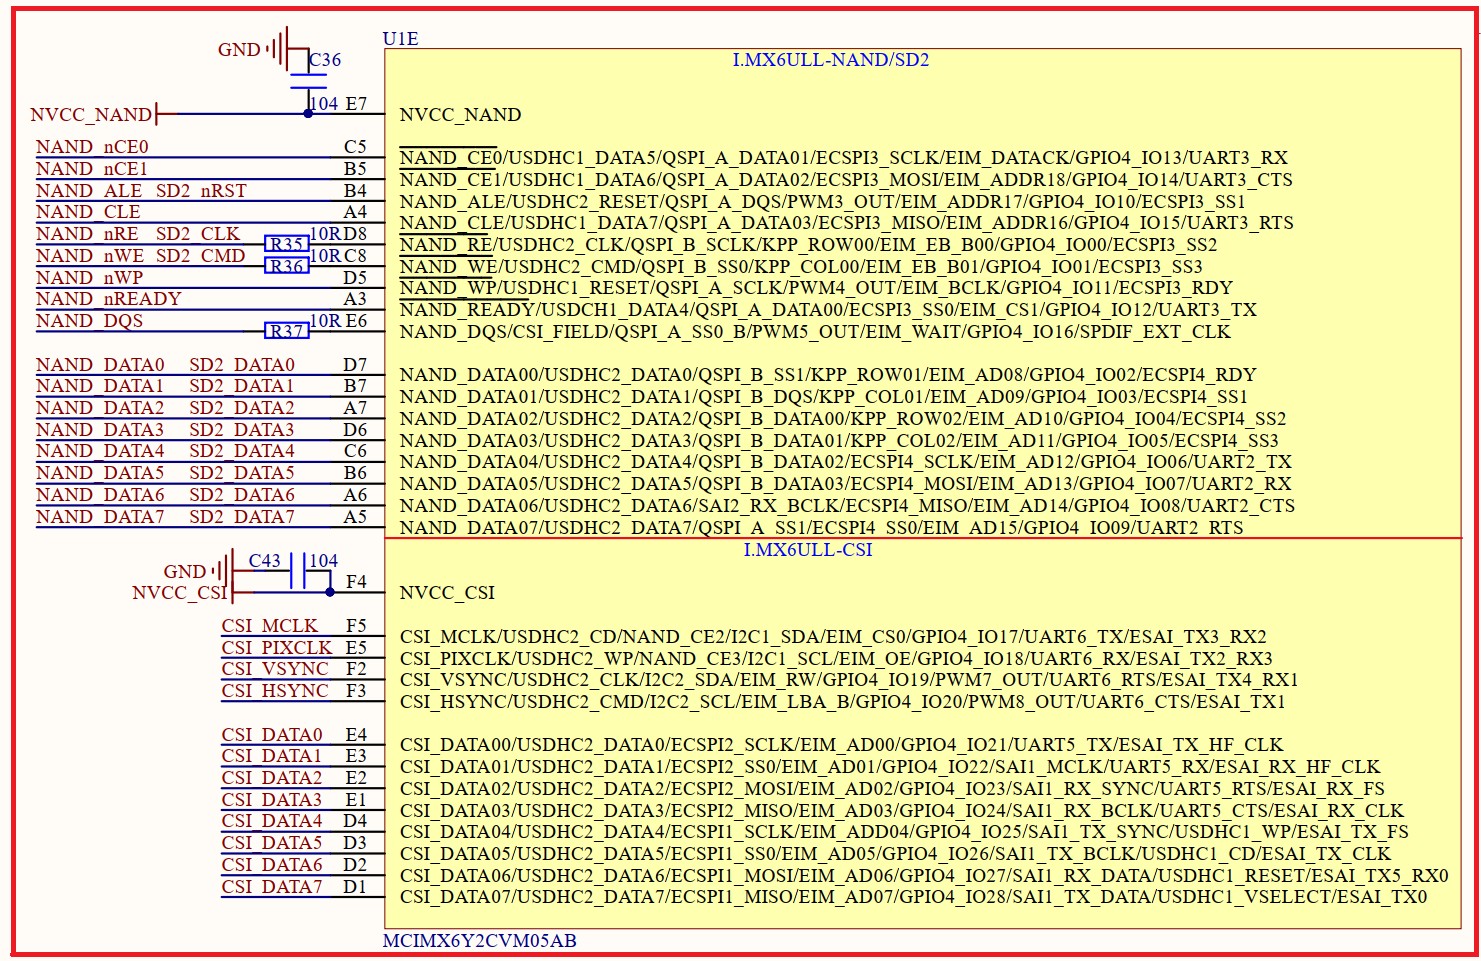 U1E
GND
C36
I.MX6ULL-NAND/SD2
NVCC_NAND 104 E7 NVCC_NAND
NAND_nCE0 C5 NAND_CE0/USDHC1_DATA5/QSPI_A_DATA01/ECSPI3_SCLK/EIM_DATACK/GPIO4_IO13/UART3_RX
NAND_nCE1 B5 NAND_CE1/USDHC1_DATA6/QSPI_A_DATA02/ECSPI3_MOSI/EIM_ADDR18/GPIO4_IO14/UART3_CTS
NAND_ALE SD2_nRST B4 NAND_ALE/USDHC2_RESET/QSPI_A_DQS/PWM3_OUT/EIM_ADDR17/GPIO4_IO10/ECSPI3_SS1
NAND_CLE A4 NAND_CLE/USDHC1_DATA7/QSPI_A_DATA03/ECSPI3_MISO/EIM_ADDR16/GPIO4_IO15/UART3_RTS
NAND_nRE SD2_CLK R35 10R D8 NAND_RE/USDHC2_CLK/QSPI_B_SCLK/KPP_ROW00/EIM_EB_B00/GPIO4_IO00/ECSPI3_SS2
NAND_nWE SD2_CMD R36 10R C8 NAND_WE/USDHC2_CMD/QSPI_B_SS0/KPP_COL00/EIM_EB_B01/GPIO4_IO01/ECSPI3_SS3
NAND_nWP D5 NAND_WP/USDHC1_RESET/QSPI_A_SCLK/PWM4_OUT/EIM_BCLK/GPIO4_IO11/ECSPI3_RDY
NAND_nREADY A3 NAND_READY/USDCH1_DATA4/QSPI_A_DATA00/ECSPI3_SS0/EIM_CS1/GPIO4_IO12/UART3_TX
NAND_DQS R37 10R E6 NAND_DQS/CSI_FIELD/QSPI_A_SS0_B/PWM5_OUT/EIM_WAIT/GPIO4_IO16/SPDIF_EXT_CLK
NAND_DATA0 SD2_DATA0 D7 NAND_DATA00/USDHC2_DATA0/QSPI_B_SS1/KPP_ROW01/EIM_AD08/GPIO4_IO02/ECSPI4_RDY
NAND_DATA1 SD2_DATA1 B7 NAND_DATA01/USDHC2_DATA1/QSPI_B_DQS/KPP_COL01/EIM_AD09/GPIO4_IO03/ECSPI4_SS1
NAND_DATA2 SD2_DATA2 A7 NAND_DATA02/USDHC2_DATA2/QSPI_B_DATA00/KPP_ROW02/EIM_AD10/GPIO4_IO04/ECSPI4_SS2
NAND_DATA3 SD2_DATA3 D6 NAND_DATA03/USDHC2_DATA3/QSPI_B_DATA01/KPP_COL02/EIM_AD11/GPIO4_IO05/ECSPI4_SS3
NAND_DATA4 SD2_DATA4 C6 NAND_DATA04/USDHC2_DATA4/QSPI_B_DATA02/ECSPI4_SCLK/EIM_AD12/GPIO4_IO06/UART2_TX
NAND_DATA5 SD2_DATA5 B6 NAND_DATA05/USDHC2_DATA5/QSPI_B_DATA03/ECSPI4_MOSI/EIM_AD13/GPIO4_IO07/UART2_RX
NAND_DATA6 SD2_DATA6 A6 NAND_DATA06/USDHC2_DATA6/SAI2_RX_BCLK/ECSPI4_MISO/EIM_AD14/GPIO4_IO08/UART2_CTS
NAND_DATA7 SD2_DATA7 A5 NAND_DATA07/USDHC2_DATA7/QSPI_A_SS1/ECSPI4_SS0/EIM_AD15/GPIO4_IO09/UART2_RTS
I.MX6ULL-CSI
C43 104
GND
NVCC_CSI F4 NVCC_CSI
CSI_MCLK F5 CSI_MCLK/USDHC2_CD/NAND_CE2/I2C1_SDA/EIM_CS0/GPIO4_IO17/UART6_TX/ESAI_TX3_RX2
CSI_PIXCLK E5 CSI_PIXCLK/USDHC2_WP/NAND_CE3/I2C1_SCL/EIM_OE/GPIO4_IO18/UART6_RX/ESAI_TX2_RX3
CSI_VSYNC F2 CSI_VSYNC/USDHC2_CLK/I2C2_SDA/EIM_RW/GPIO4_IO19/PWM7_OUT/UART6_RTS/ESAI_TX4_RX1
CSI_HSYNC F3 CSI_HSYNC/USDHC2_CMD/I2C2_SCL/EIM_LBA_B/GPIO4_IO20/PWM8_OUT/UART6_CTS/ESAI_TX1
CSI_DATA0 E4 CSI_DATA00/USDHC2_DATA0/ECSPI2_SCLK/EIM_AD00/GPIO4_IO21/UART5_TX/ESAI_TX_HF_CLK
CSI_DATA1 E3 CSI_DATA01/USDHC2_DATA1/ECSPI2_SS0/EIM_AD01/GPIO4_IO22/SAI1_MCLK/UART5_RX/ESAI_RX_HF_CLK
CSI_DATA2 E2 CSI_DATA02/USDHC2_DATA2/ECSPI2_MOSI/EIM_AD02/GPIO4_IO23/SAI1_RX_SYNC/UART5_RTS/ESAI_RX_FS
CSI_DATA3 E1 CSI_DATA03/USDHC2_DATA3/ECSPI2_MISO/EIM_AD03/GPIO4_IO24/SAI1_RX_BCLK/UART5_CTS/ESAI_RX_CLK
CSI_DATA4 D4 CSI_DATA04/USDHC2_DATA4/ECSPI1_SCLK/EIM_ADD04/GPIO4_IO25/SAI1_TX_SYNC/USDHC1_WP/ESAI_TX_FS
CSI_DATA5 D3 CSI_DATA05/USDHC2_DATA5/ECSPI1_SS0/EIM_AD05/GPIO4_IO26/SAI1_TX_BCLK/USDHC1_CD/ESAI_TX_CLK
CSI_DATA6 D2 CSI_DATA06/USDHC2_DATA6/ECSPI1_MOSI/EIM_AD06/GPIO4_IO27/SAI1_RX_DATA/USDHC1_RESET/ESAI_TX5_RX0
CSI_DATA7 D1 CSI_DATA07/USDHC2_DATA7/ECSPI1_MISO/EIM_AD07/GPIO4_IO28/SAI1_TX_DATA/USDHC1_VSELECT/ESAI_TX0
MCIMX6Y2CVM05AB